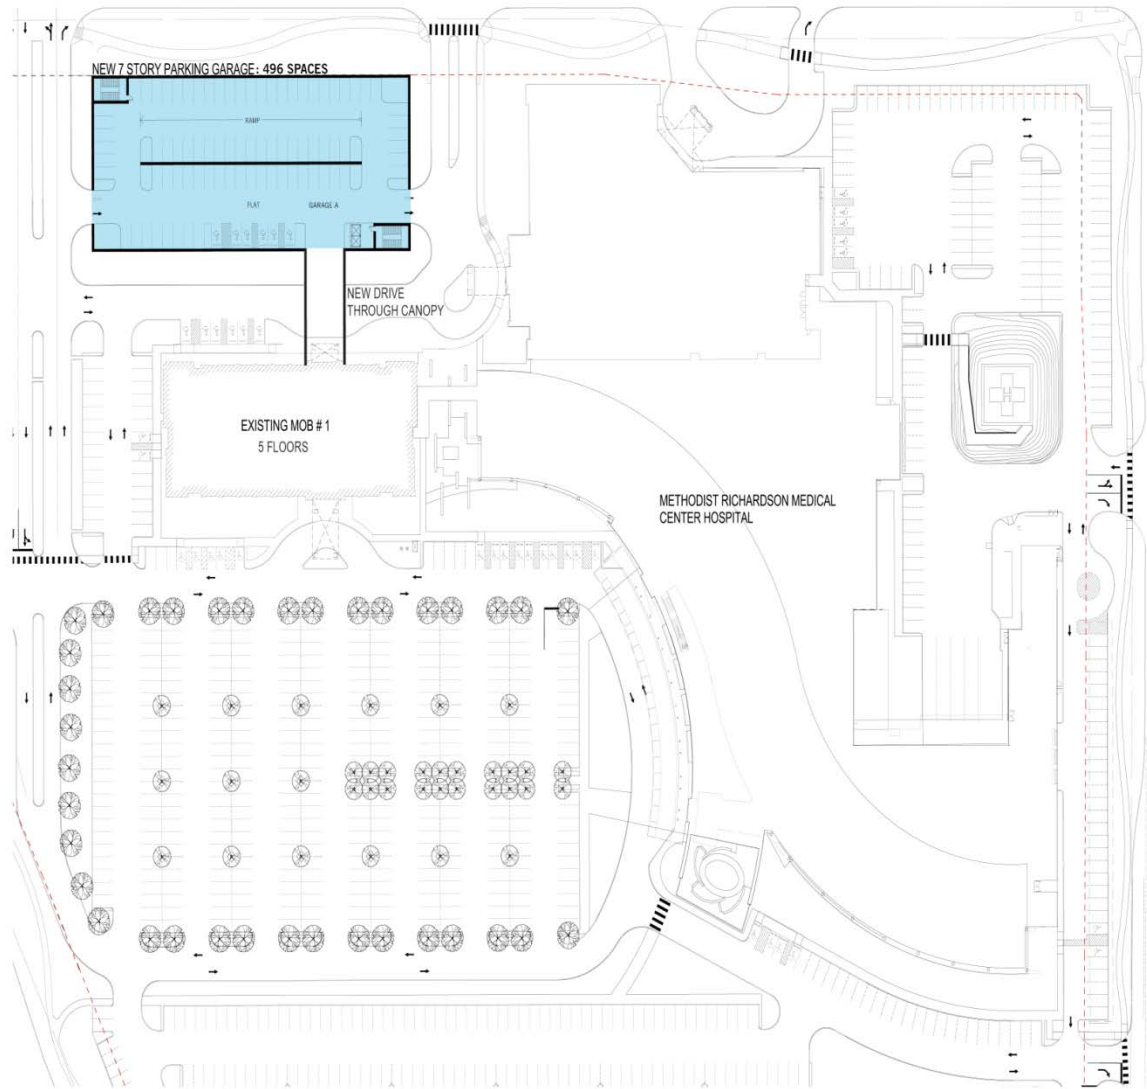 NEW 7 STORY PARKING GARAGE: 496 SPACES
RAMP
FLAT
GARAGE A
NEW DRIVE
THROUGH CANOPY
EXISTING MOB # 1
5 FLOORS
METHODIST RICHARDSON MEDICAL
CENTER HOSPITAL
H